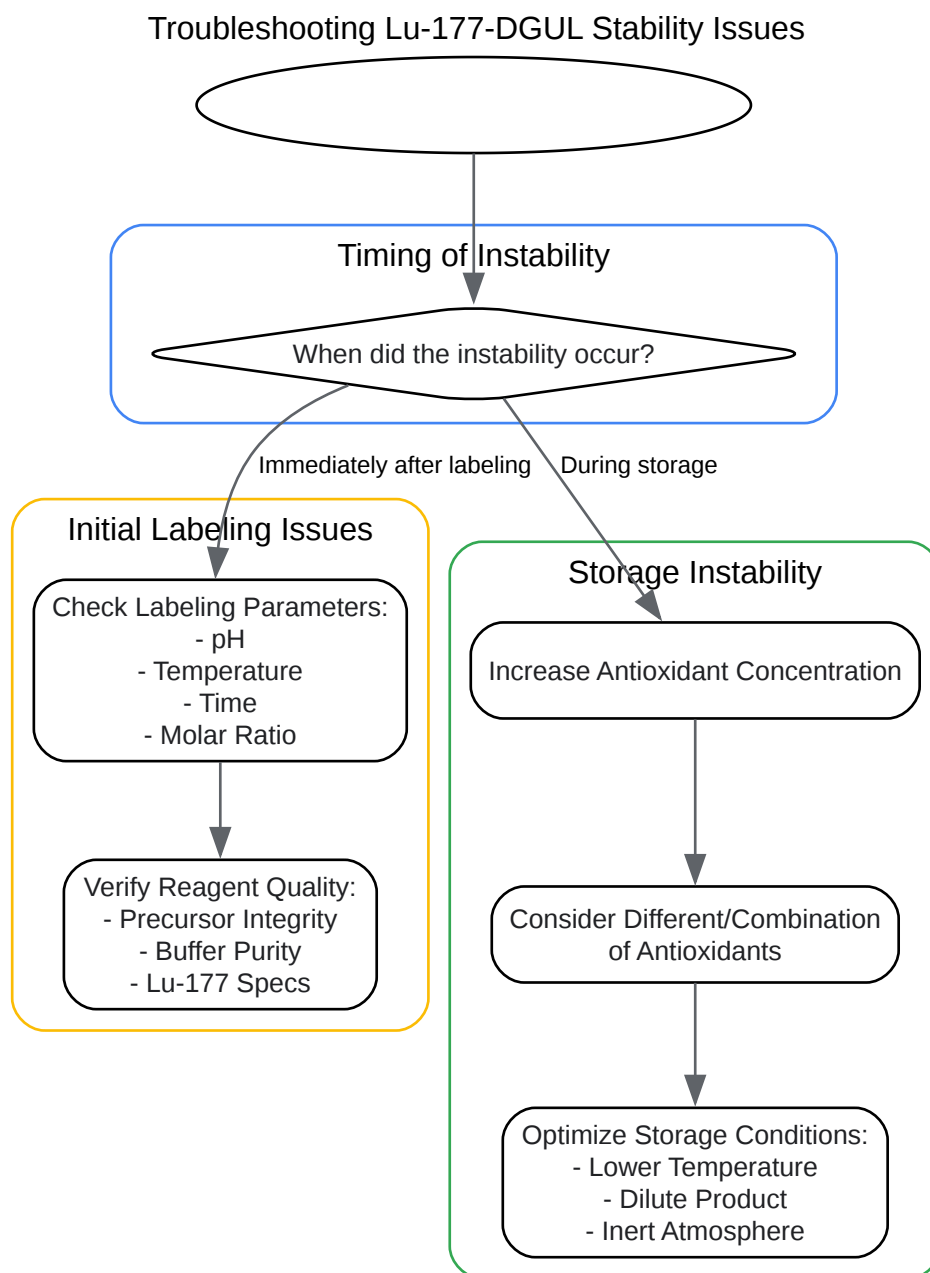 Troubleshooting Lu-177-DGUL Stability Issues
Timing of Instability
When did the instability occur?
Immediately after labeling
During storage
Initial Labeling Issues
Check Labeling Parameters:
- pH
- Temperature
- Time
- Molar Ratio
Verify Reagent Quality:
- Precursor Integrity
- Buffer Purity
- Lu-177 Specs
Storage Instability
Increase Antioxidant Concentration
Consider Different/Combination
of Antioxidants
Optimize Storage Conditions:
- Lower Temperature
- Dilute Product
- Inert Atmosphere